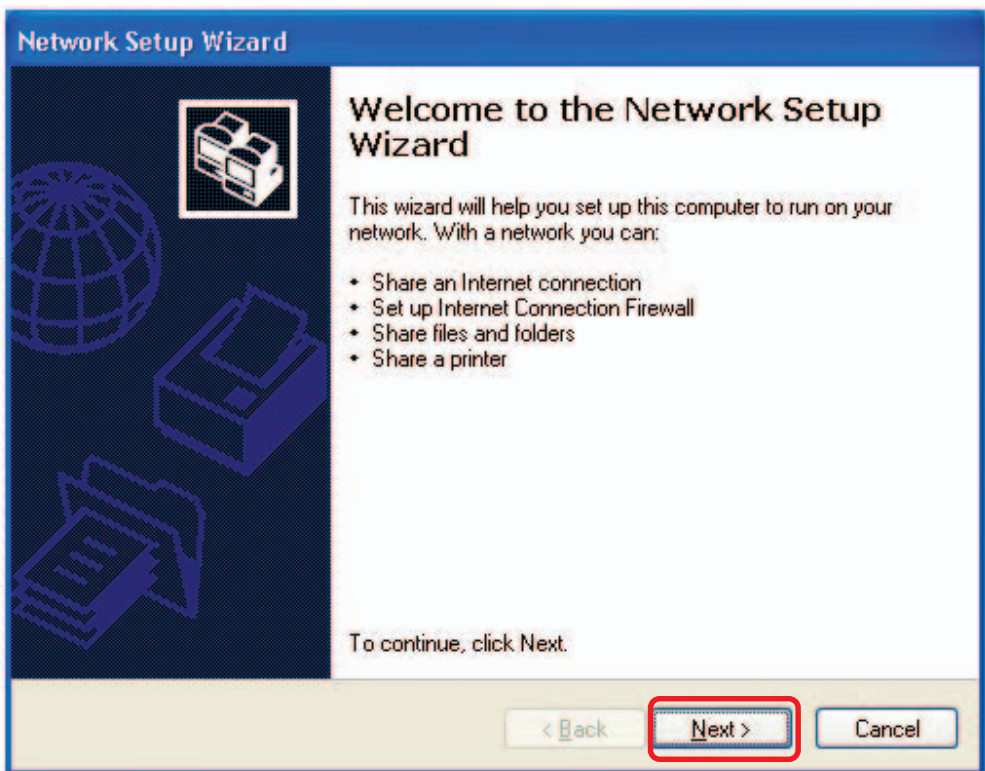 Network Setup Wizard
Welcome to the Network Setup
Wizard
This wizard will help you set up this computer to run on your
network. With a network you can:
• Share an Internet connection
• Set up Internet Connection Firewall
• Share files and folders
• Share a printer
To continue, click Next.
< Back Next > Cancel